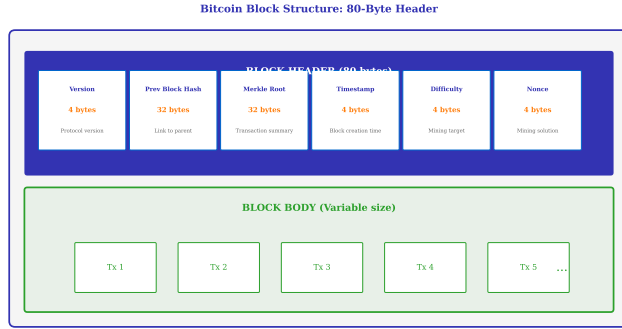 Bitcoin Block Structure: 80-Byte Header
BLOCK HEADER (80 bytes)
Version
4 bytes
Protocol version
Prev Block Hash
32 bytes
Link to parent
Merkle Root
32 bytes
Transaction summary
Timestamp
4 bytes
Block creation time
Difficulty
4 bytes
Mining target
Nonce
4 bytes
Mining solution
BLOCK BODY (Variable size)
Tx 1
Tx 2
Tx 3
Tx 4
Tx 5
...